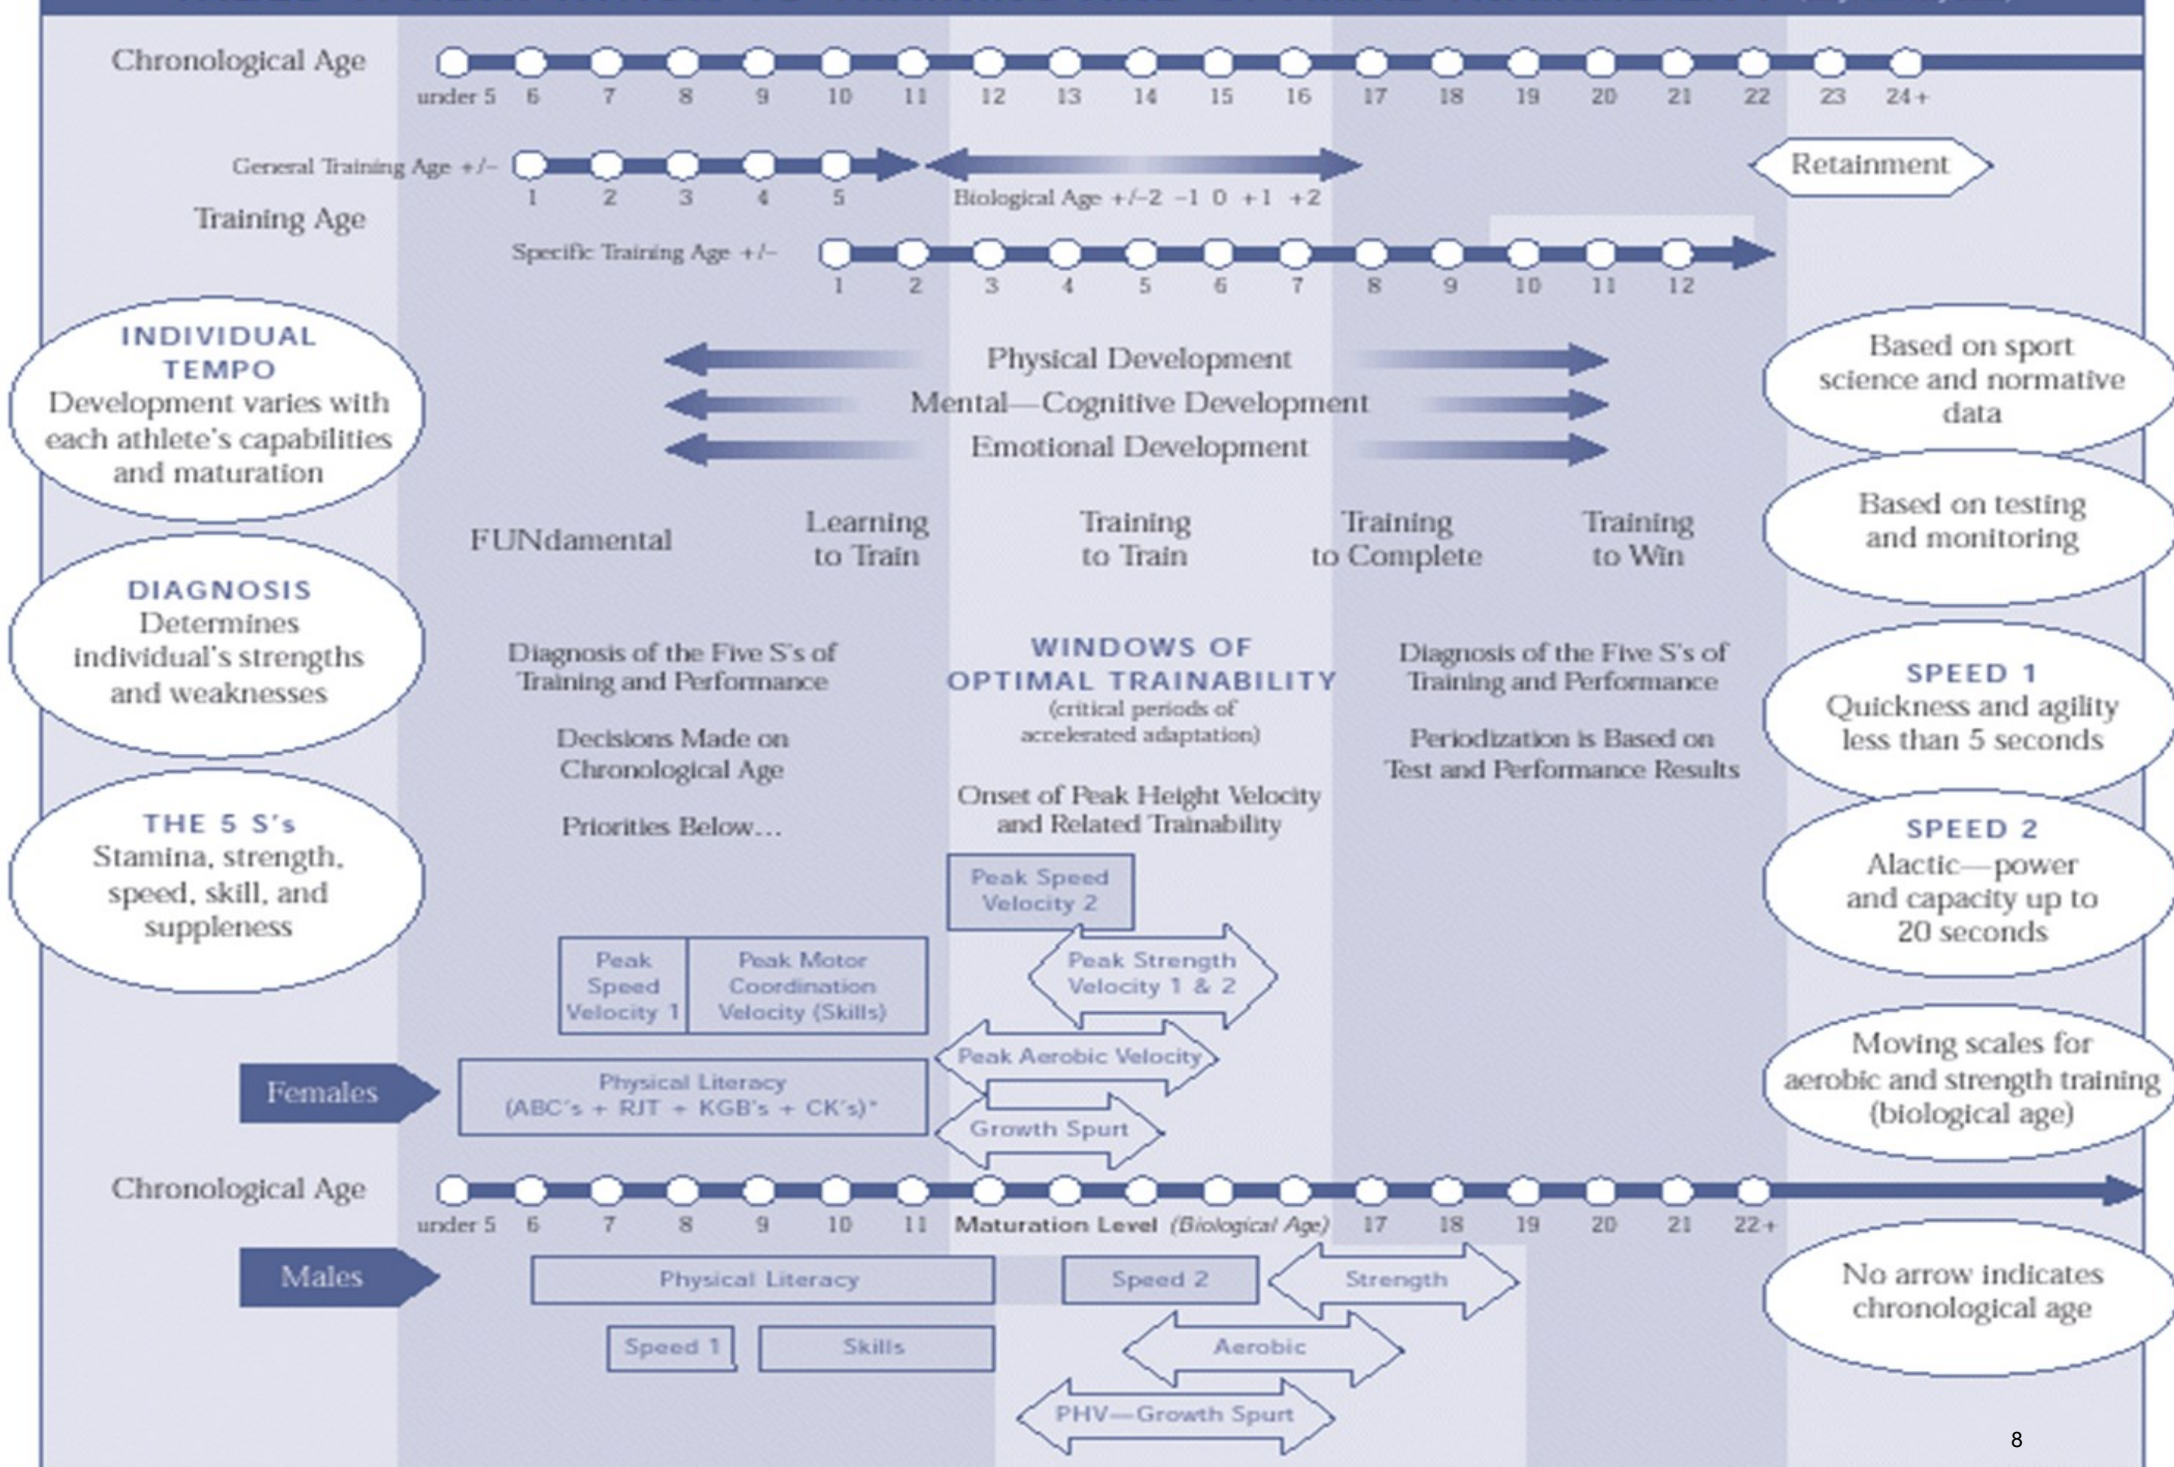 Chronological Age
under 5 6 7 8 9 10 11 12 13 14 15 16 17 18 19 20 21 22 23 24+
General Training Age +/–
1 2 3 4 5
Biological Age +/–2 –1 0 +1 +2
Retainment
Training Age
Specific Training Age +/–
1 2 3 4 5 6 7 8 9 10 11 12
INDIVIDUAL
TEMPO
Development varies with
each athlete's capabilities
and maturation
DIAGNOSIS
Determines
individual's strengths
and weaknesses
THE 5 S's
Stamina, strength,
speed, skill, and
suppleness
Physical Development
Mental—Cognitive Development
Emotional Development
FUNdamental
Learning
to Train
Training
to Train
Training
to Complete
Training
to Win
Diagnosis of the Five S's of
Training and Performance
Decisions Made on
Chronological Age
Priorities Below...
WINDOWS OF
OPTIMAL TRAINABILITY
(critical periods of
accelerated adaptation)
Onset of Peak Height Velocity
and Related Trainability
Diagnosis of the Five S's of
Training and Performance
Periodization is Based on
Test and Performance Results
Based on sport
science and normative
data
Based on testing
and monitoring
SPEED 1
Quickness and agility
less than 5 seconds
SPEED 2
Alactic—power
and capacity up to
20 seconds
Moving scales for
aerobic and strength training
(biological age)
No arrow indicates
chronological age
Peak Speed
Velocity 2
Peak
Speed
Velocity 1
Peak Motor
Coordination
Velocity (Skills)
Peak Strength
Velocity 1 & 2
Peak Aerobic Velocity
Females
Physical Literacy
(ABC's + RJT + KGB's + CK's)*
Growth Spurt
Chronological Age
under 5 6 7 8 9 10 11 Maturation Level (Biological Age) 17 18 19 20 21 22+
Males
Physical Literacy
Speed 2
Strength
Speed 1
Skills
Aerobic
PHV—Growth Spurt
8